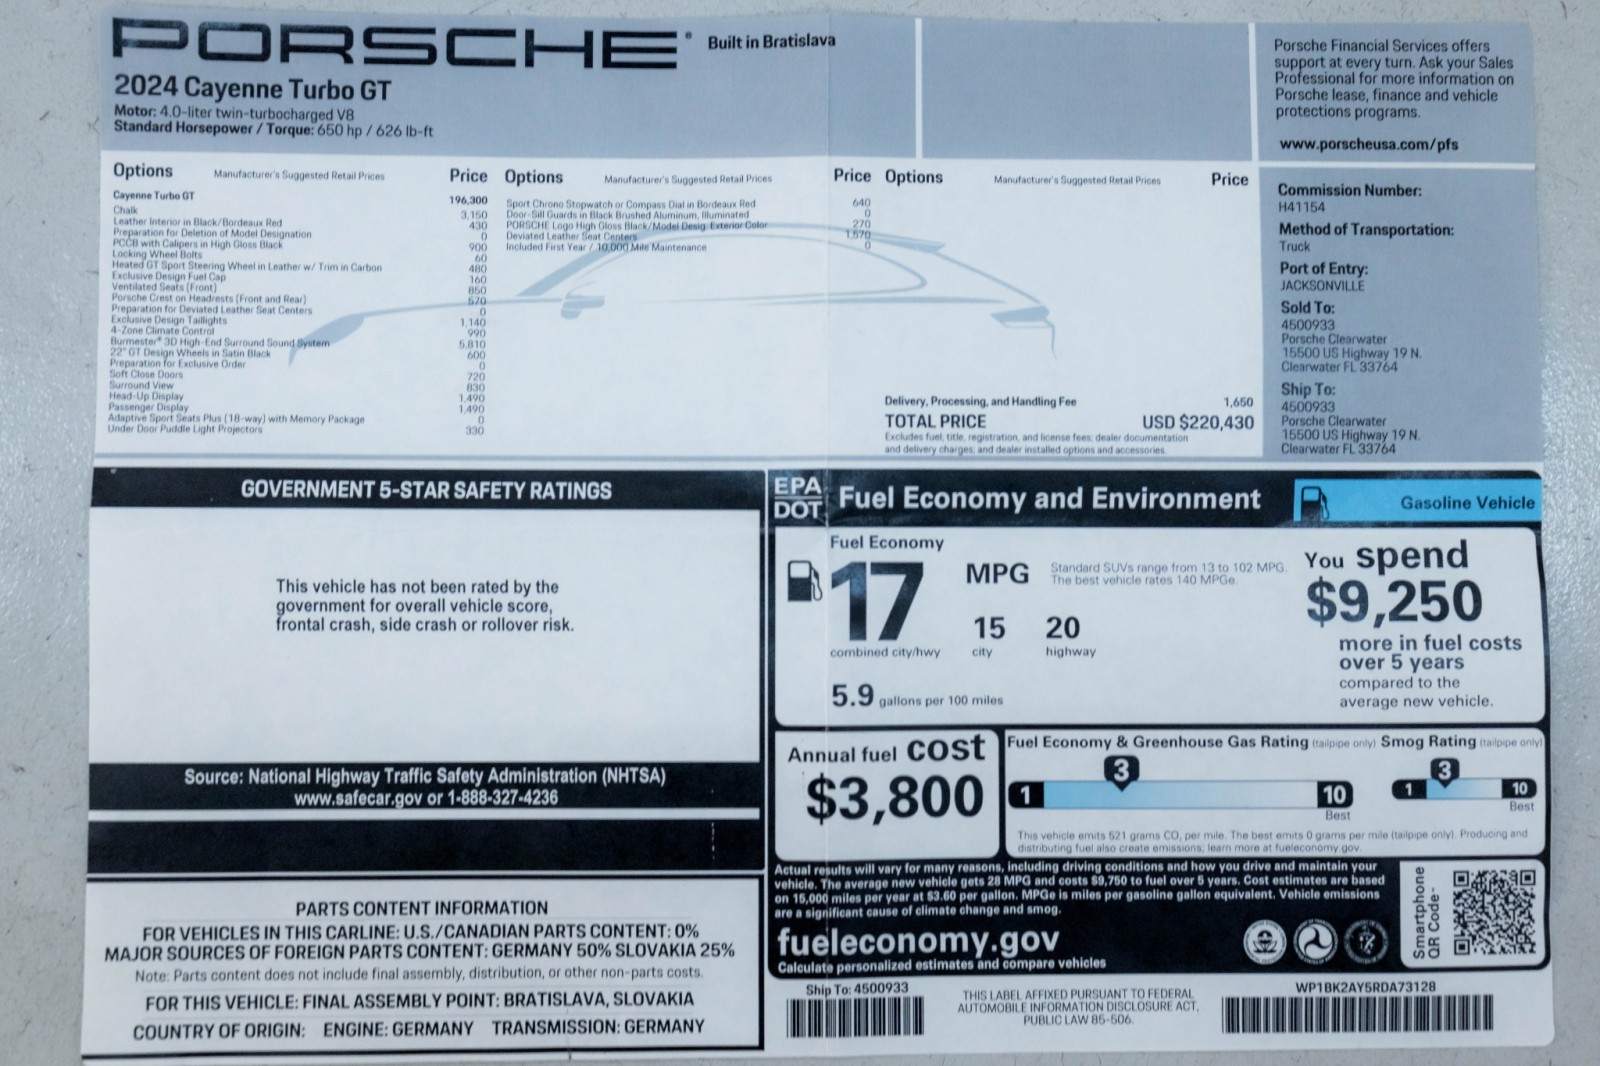 PORSCHE®
Built in Bratislava
2024 Cayenne Turbo GT
Motor: 4.0-liter twin-turbocharged V8
Standard Horsepower / Torque: 650 hp / 626 lb-ft
Porsche Financial Services offers
support at every turn. Ask your Sales
Professional for more information on
Porsche lease, finance and vehicle
protections programs.
www.porscheusa.com/pfs
Options Manufacturer's Suggested Retail Prices Price
Cayenne Turbo GT 196,300
Chalk 3,150
Leather Interior in Black/Bordeaux Red 430
Preparation for Deletion of Model Designation 0
PCCB with Calipers in High Gloss Black 900
Locking Wheel Bolts 60
Heated GT Sport Steering Wheel in Leather w/ Trim in Carbon 480
Exclusive Design Fuel Cap 160
Ventilated Seats (Front) 850
Porsche Crest on Headrests (Front and Rear) 570
Preparation for Deviated Leather Seat Centers 0
Exclusive Design Taillights 1,140
4-Zone Climate Control 990
Burmester® 3D High-End Surround Sound System 5,810
22" GT Design Wheels in Satin Black 600
Preparation for Exclusive Order 0
Soft Close Doors 720
Surround View 830
Head-Up Display 1,490
Passenger Display 1,490
Adaptive Sport Seats Plus (18-way) with Memory Package 0
Under Door Puddle Light Projectors 330
Options Manufacturer's Suggested Retail Prices Price
Sport Chrono Stopwatch or Compass Dial in Bordeaux Red 640
Door-Sill Guards in Black Brushed Aluminum, Illuminated 0
PORSCHE Logo High Gloss Black/Model Desig. Exterior Color 270
Deviated Leather Seat Centers 1,570
Included First Year / 10,000 Mile Maintenance 0
Options Manufacturer's Suggested Retail Prices Price
Delivery, Processing, and Handling Fee 1,650
TOTAL PRICE USD $220,430
Excludes fuel, title, registration, and license fees, dealer documentation
and delivery charges, and dealer installed options and accessories.
Commission Number:
H41154
Method of Transportation:
Truck
Port of Entry:
JACKSONVILLE
Sold To:
4500933
Porsche Clearwater
15500 US Highway 19 N.
Clearwater FL 33764
Ship To:
4500933
Porsche Clearwater
15500 US Highway 19 N.
Clearwater FL 33764
GOVERNMENT 5-STAR SAFETY RATINGS
This vehicle has not been rated by the
government for overall vehicle score,
frontal crash, side crash or rollover risk.
Source: National Highway Traffic Safety Administration (NHTSA)
www.safecar.gov or 1-888-327-4236
PARTS CONTENT INFORMATION
FOR VEHICLES IN THIS CARLINE: U.S./CANADIAN PARTS CONTENT: 0%
MAJOR SOURCES OF FOREIGN PARTS CONTENT: GERMANY 50% SLOVAKIA 25%
Note: Parts content does not include final assembly, distribution, or other non-parts costs.
FOR THIS VEHICLE: FINAL ASSEMBLY POINT: BRATISLAVA, SLOVAKIA
COUNTRY OF ORIGIN: ENGINE: GERMANY TRANSMISSION: GERMANY
EPA
DOT
Fuel Economy and Environment
Gasoline Vehicle
Fuel Economy
17
combined city/hwy
MPG
15
city
20
highway
Standard SUVs range from 13 to 102 MPG.
The best vehicle rates 140 MPGe.
5.9 gallons per 100 miles
You spend
$9,250
more in fuel costs
over 5 years
compared to the
average new vehicle.
Annual fuel cost
$3,800
Fuel Economy & Greenhouse Gas Rating (tailpipe only)
3
1
10
Best
Smog Rating (tailpipe only)
3
1
10
Best
This vehicle emits 521 grams CO2 per mile. The best emits 0 grams per mile (tailpipe only). Producing and
distributing fuel also create emissions; learn more at fueleconomy.gov.
Actual results will vary for many reasons, including driving conditions and how you drive and maintain your
vehicle. The average new vehicle gets 28 MPG and costs $9,750 to fuel over 5 years. Cost estimates are based
on 15,000 miles per year at $3.60 per gallon. MPGe is miles per gasoline gallon equivalent. Vehicle emissions
are a significant cause of climate change and smog.
fueleconomy.gov
Calculate personalized estimates and compare vehicles
Smartphone
QR Code™
Ship To: 4500933
THIS LABEL AFFIXED PURSUANT TO FEDERAL
AUTOMOBILE INFORMATION DISCLOSURE ACT,
PUBLIC LAW 85-506.
WP1BK2AY5RDA73128